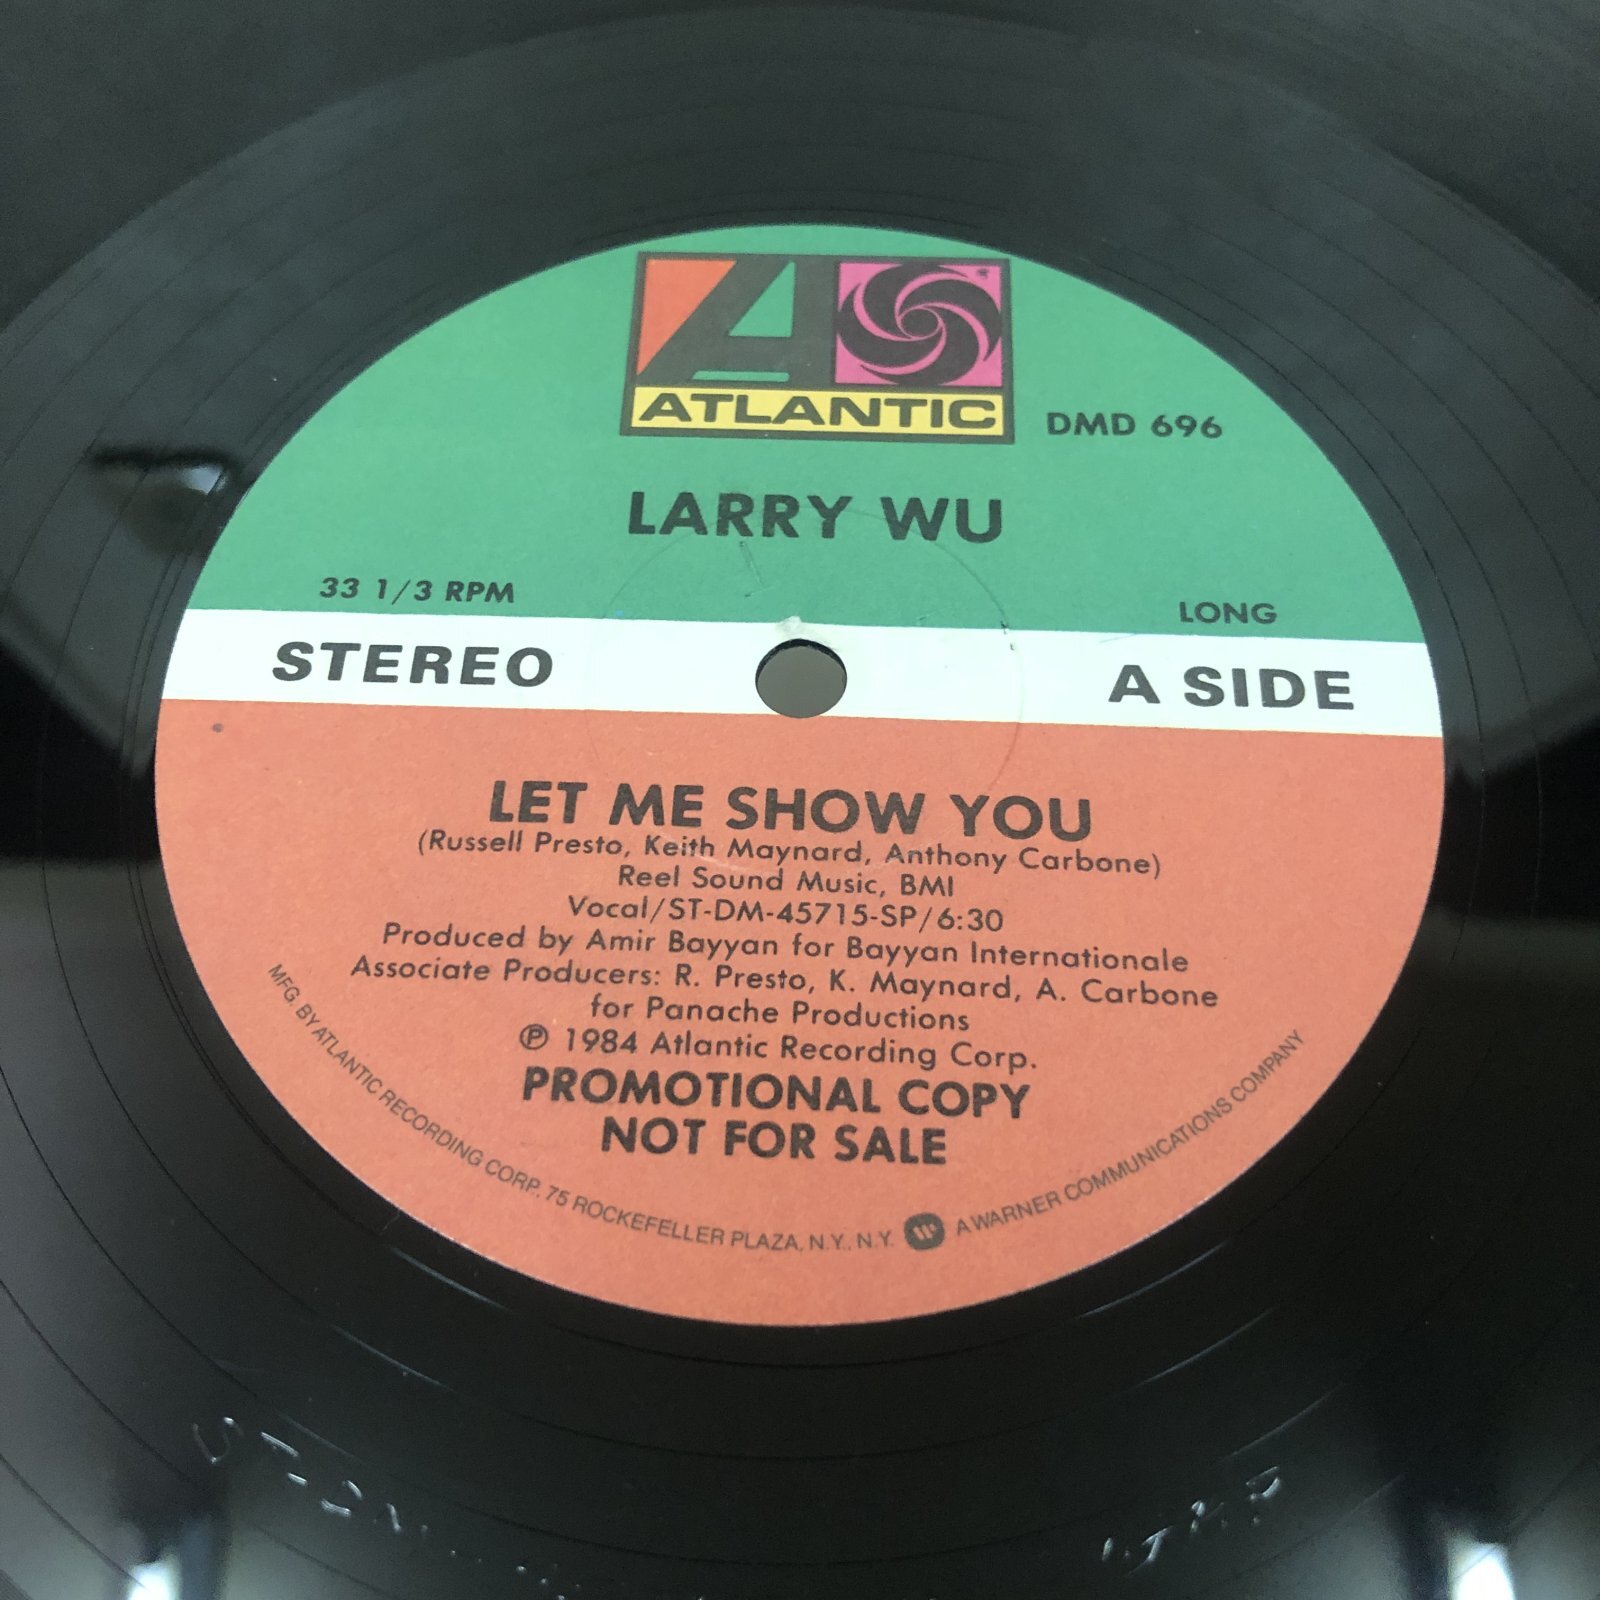 ATLANTIC
DMD 696
LARRY WU
33 1/3 RPM
LONG
STEREO
A SIDE
LET ME SHOW YOU
(Russell Presto, Keith Maynard, Anthony Carbone)
Reel Sound Music, BMI
Vocal/ST-DM-45715-SP/6:30
Produced by Amir Bayyan for Bayyan Internationale
Associate Producers: R. Presto, K. Maynard, A. Carbone
for Panache Productions
℗ 1984 Atlantic Recording Corp.
PROMOTIONAL COPY
NOT FOR SALE
MFG. BY ATLANTIC RECORDING CORP. 75 ROCKEFELLER PLAZA, N.Y., N.Y. A WARNER COMMUNICATIONS COMPANY